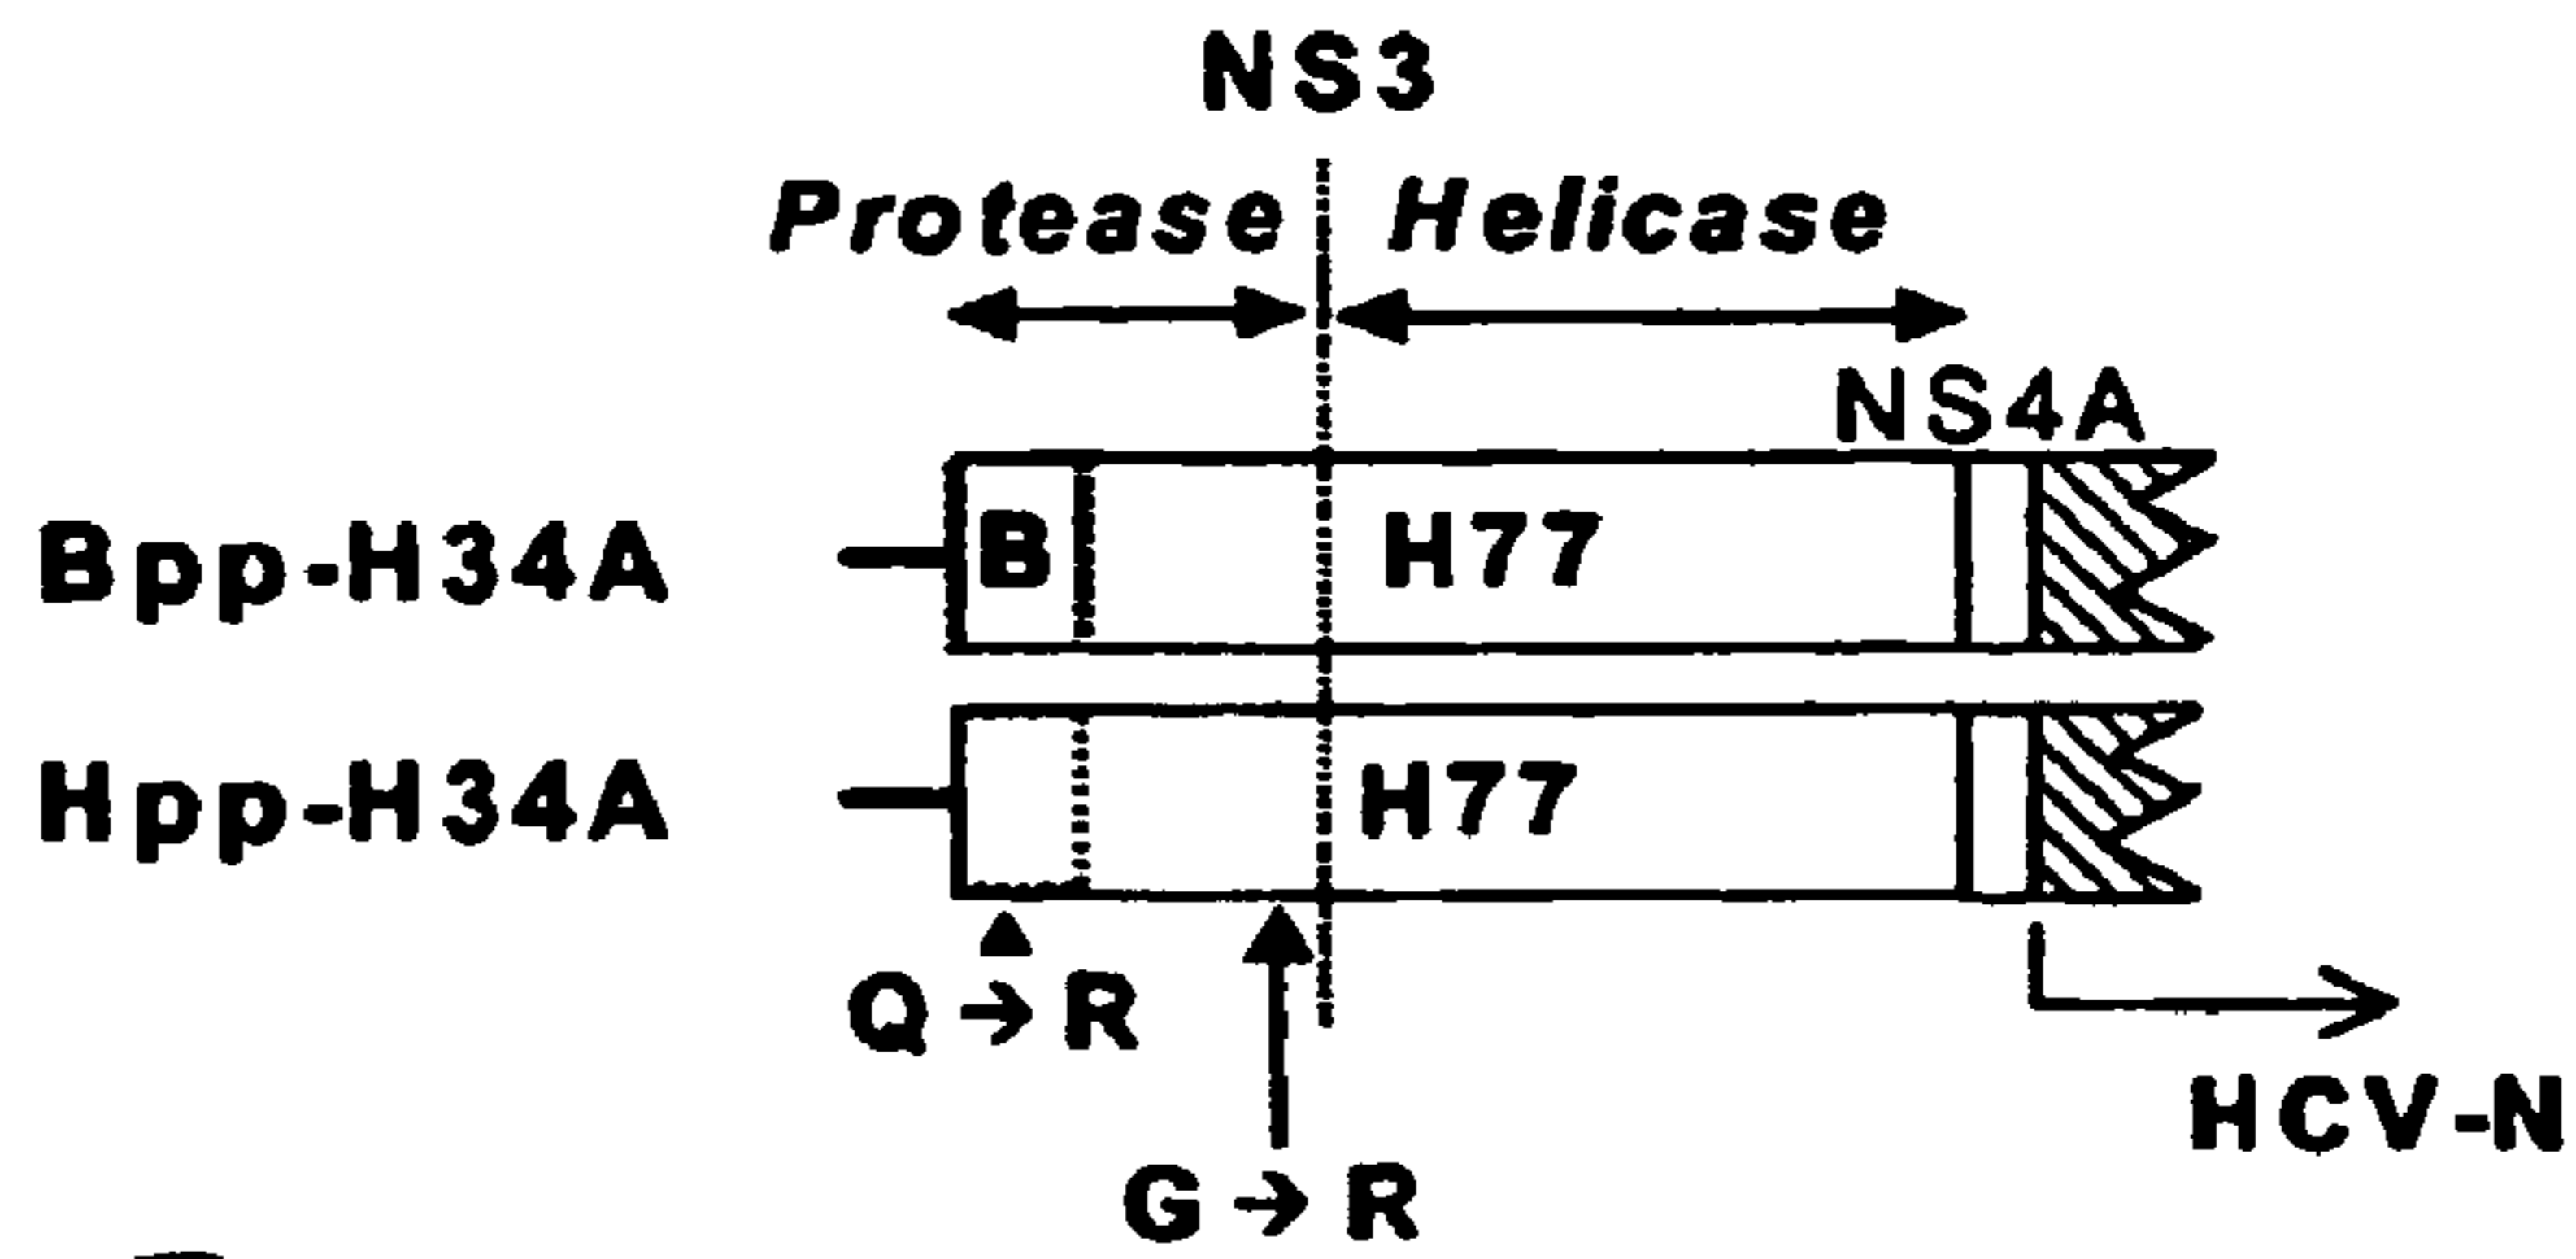 NS3
Protease Helicase
NS4A
Bpp-H34A B H77
Hpp-H34A H77
Q → R
HCV-N
G → R